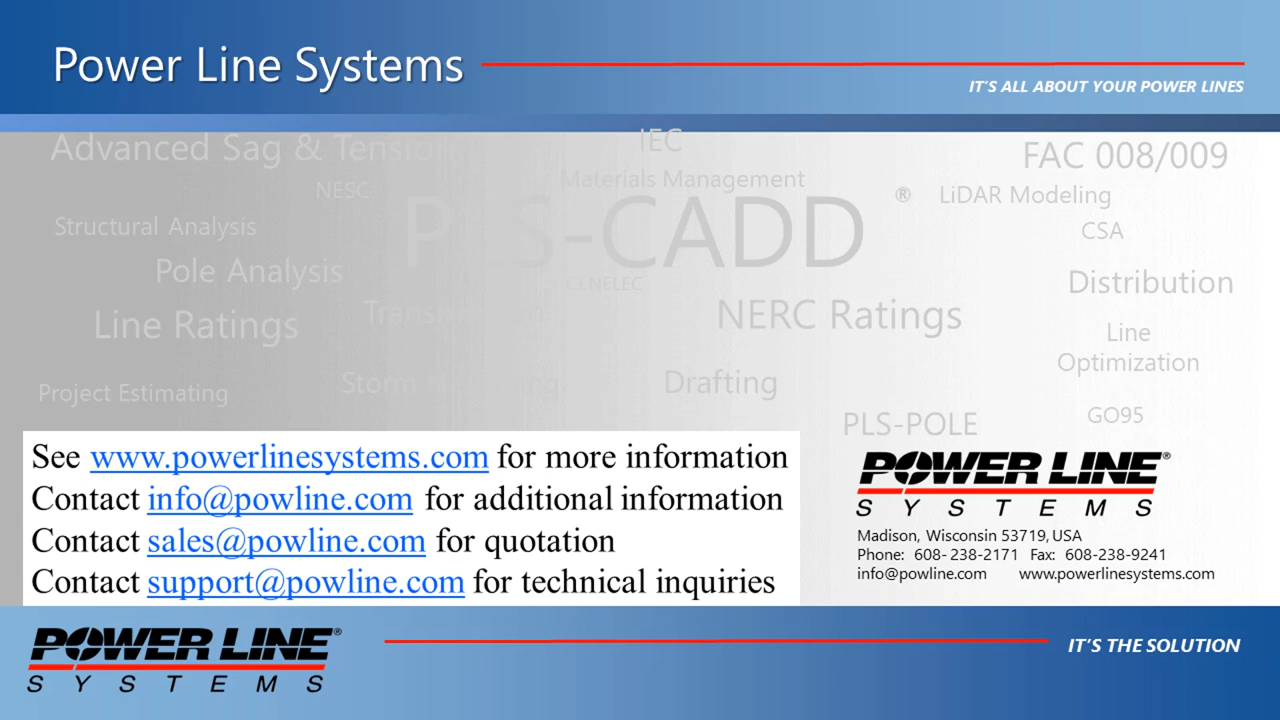 Power Line Systems
IT'S ALL ABOUT YOUR POWER LINES
IEC
Advanced Sag & Tension
FAC 008/009
Materials Management
NESC
® LiDAR Modeling
Structural Analysis
PLS-CADD
CSA
Pole Analysis
CENELEC
Distribution
Line Ratings
NERC Ratings
Line
Optimization
Project Estimating
Storm
Drafting
PLS-POLE
GO95
See www.powerlinesystems.com for more information
Contact info@powline.com for additional information
Contact sales@powline.com for quotation
Contact support@powline.com for technical inquiries
POWER LINE®
SYSTEMS
Madison, Wisconsin 53719, USA
Phone: 608- 238-2171 Fax: 608-238-9241
info@powline.com www.powerlinesystems.com
POWER LINE®
SYSTEMS
IT'S THE SOLUTION